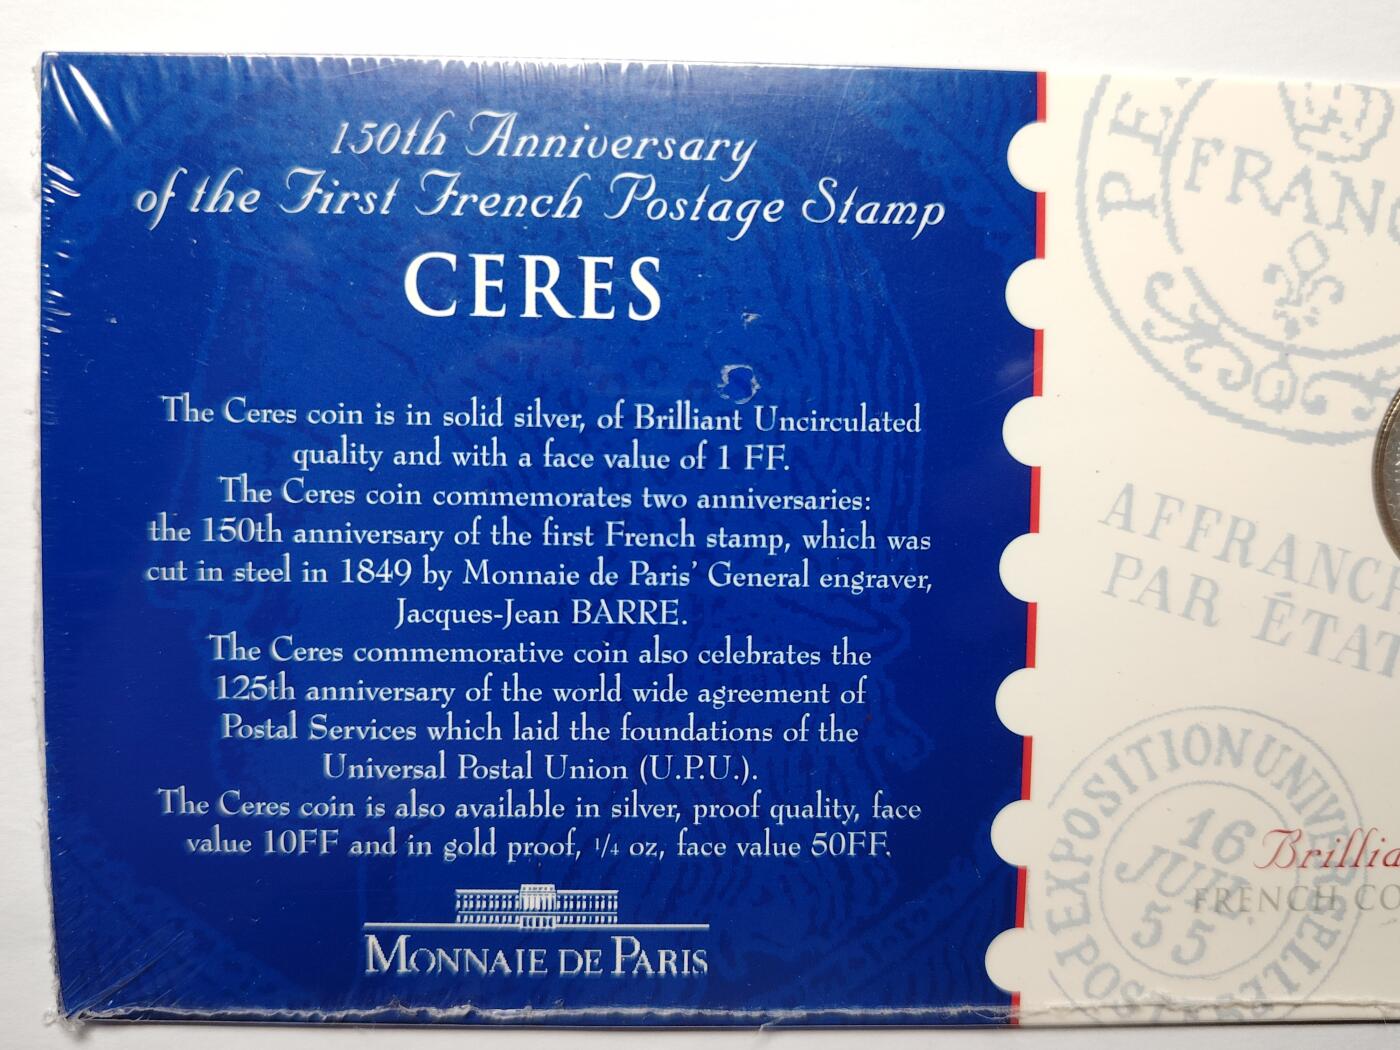 150th Anniversary
of the First French Postage Stamp
CERES
The Ceres coin is in solid silver, of Brilliant Uncirculated
quality and with a face value of 1 FF.
The Ceres coin commemorates two anniversaries:
the 150th anniversary of the first French stamp, which was
cut in steel in 1849 by Monnaie de Paris' General engraver,
Jacques-Jean BARRE.
The Ceres commemorative coin also celebrates the
125th anniversary of the world wide agreement of
Postal Services which laid the foundations of the
Universal Postal Union (U.P.U.).
The Ceres coin is also available in silver, proof quality, face
value 10FF and in gold proof, 1/4 oz, face value 50FF.
MONNAIE DE PARIS
PE
FRANC
AFFRANCH
PAR ÉTAT
EXPOSITION UNIVERSELLE
16
JUIL.
55
POSTES
Brillia
FRENCH CO